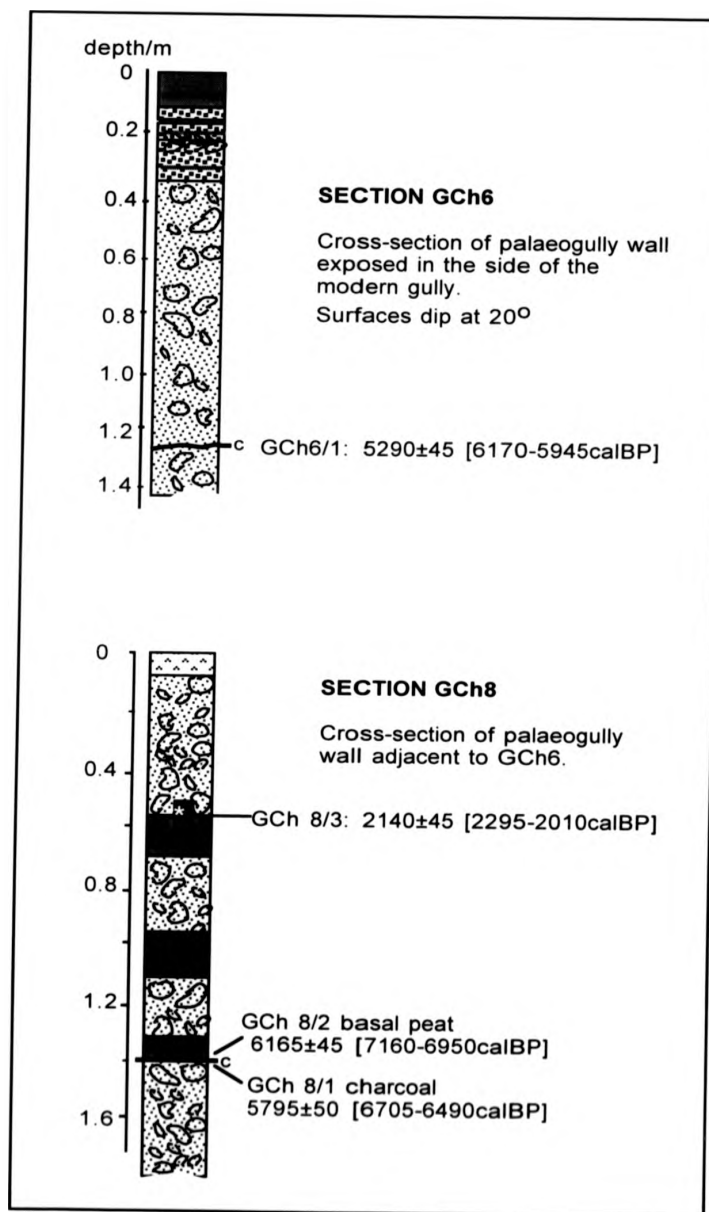 depth/m
0
0.2
0.4
0.6
0.8
1.0
1.2
1.4
SECTION GCh6
Cross-section of palaeogully wall
exposed in the side of the
modern gully.
Surfaces dip at 20º
c GCh6/1: 5290±45 [6170-5945calBP]
0
0.4
0.8
1.2
1.6
SECTION GCh8
Cross-section of palaeogully
wall adjacent to GCh6.
*
GCh 8/3: 2140±45 [2295-2010calBP]
GCh 8/2 basal peat
6165±45 [7160-6950calBP]
c
GCh 8/1 charcoal
5795±50 [6705-6490calBP]